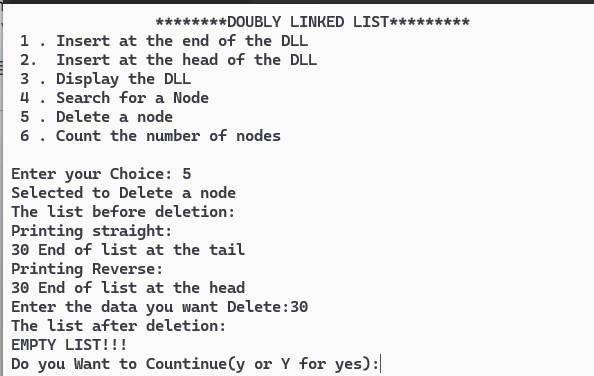 ********DOUBLY LINKED LIST*********
1 . Insert at the end of the DLL
2.  Insert at the head of the DLL
3 . Display the DLL
4 . Search for a Node
5 . Delete a node
6 . Count the number of nodes
Enter your Choice: 5
Selected to Delete a node
The list before deletion:
Printing straight:
30 End of list at the tail
Printing Reverse:
30 End of list at the head
Enter the data you want Delete:30
The list after deletion:
EMPTY LIST!!!
Do you Want to Countinue(y or Y for yes):